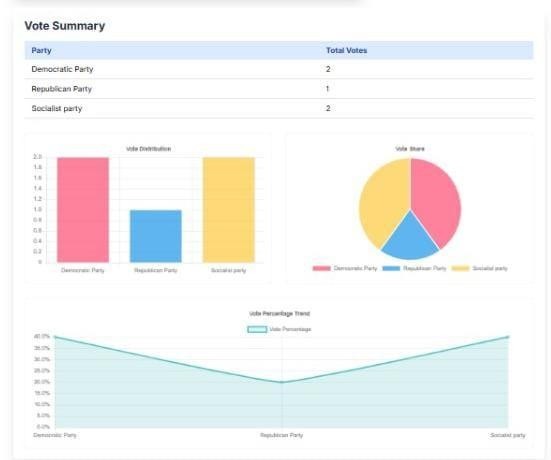 Vote Summary
Party Total Votes
Democratic Party 2
Republican Party 1
Socialist party 2
Vote Distribution
2.0
1.8
1.6
1.4
1.2
1.0
0.8
0.6
0.4
0.2
0
Democratic Party Republican Party Socialist party
Vote Share
Democratic Party Republican Party Socialist party
Vote Percentage Trend
Vote Percentage
40.0%
35.0%
30.0%
25.0%
20.0%
15.0%
10.0%
5.0%
0.0%
Democratic Party Republican Party Socialist party